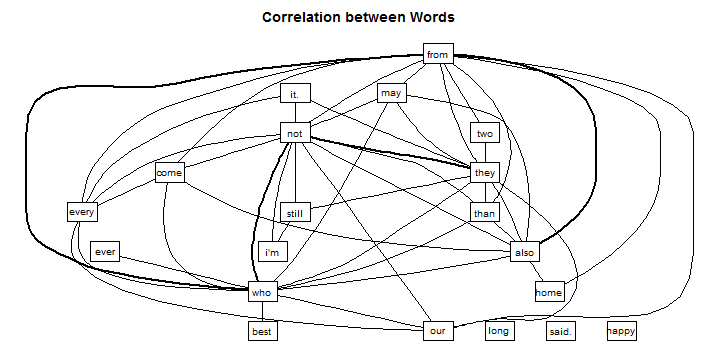 Correlation between Words
from
it.
may
not
two
come
they
every
still
than
ever
i'm
also
who
home
best
our
long
said.
happy